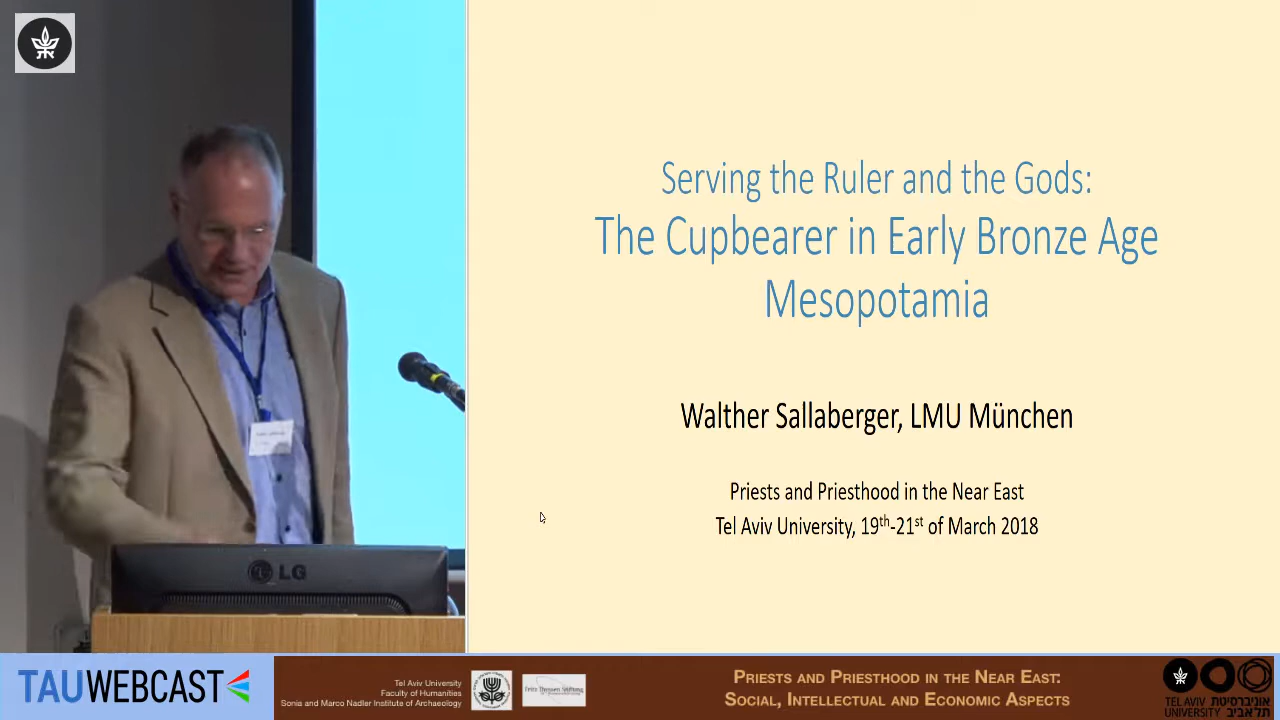 Serving the Ruler and the Gods:
The Cupbearer in Early Bronze Age
Mesopotamia
Walther Sallaberger, LMU München
Priests and Priesthood in the Near East
Tel Aviv University, 19th-21st of March 2018
LG
TAUWEBCAST
Tel Aviv University
Faculty of Humanities
Sonia and Marco Nadler Institute of Archaeology
Fritz Thyssen Stiftung
PRIESTS AND PRIESTHOOD IN THE NEAR EAST:
SOCIAL, INTELLECTUAL AND ECONOMIC ASPECTS
TEL AVIV אוניברסיטת
UNIVERSITY תל אביב